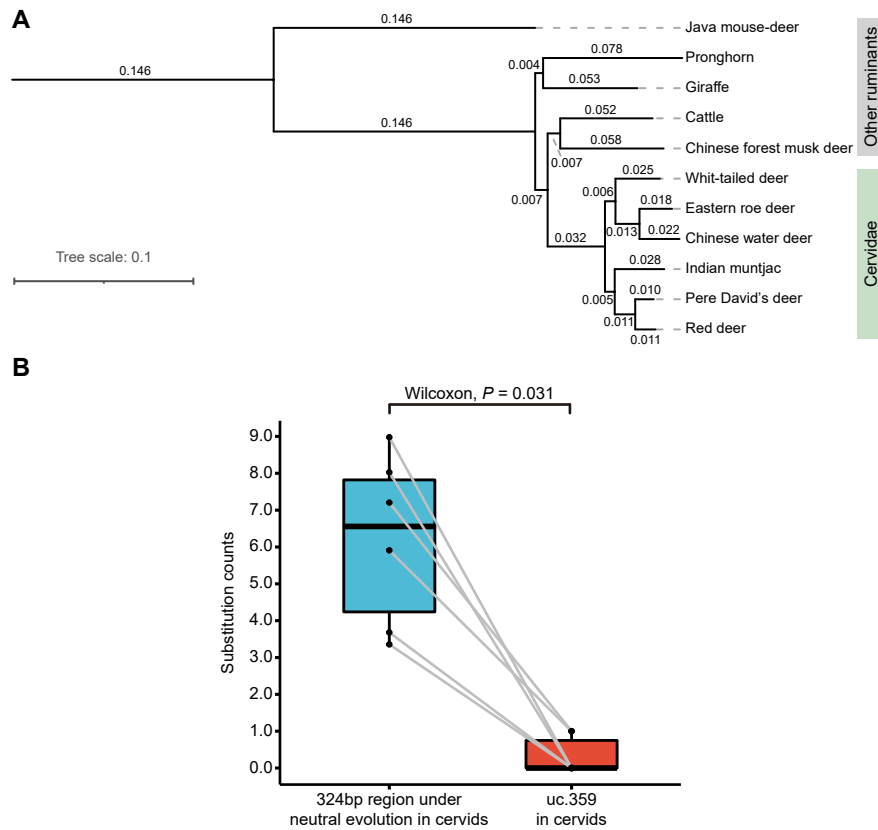 A
0.146
Java mouse-deer
0.078
Pronghorn
0.004
0.146
0.053
Giraffe
0.052
Cattle
0.146
0.058
Chinese forest musk deer
0.007
Other ruminants
0.025
Whit-tailed deer
0.006
0.007
0.018
Eastern roe deer
0.032
0.013
0.022
Chinese water deer
Tree scale: 0.1
0.028
Indian muntjac
0.005
0.010
Pere David's deer
0.011
Red deer
0.011
Cervidae
B
Wilcoxon, P = 0.031
Substitution counts
9.0
8.0
7.0
6.0
5.0
4.0
3.0
2.0
1.0
0.0
324bp region under
neutral evolution in cervids
uc.359
in cervids